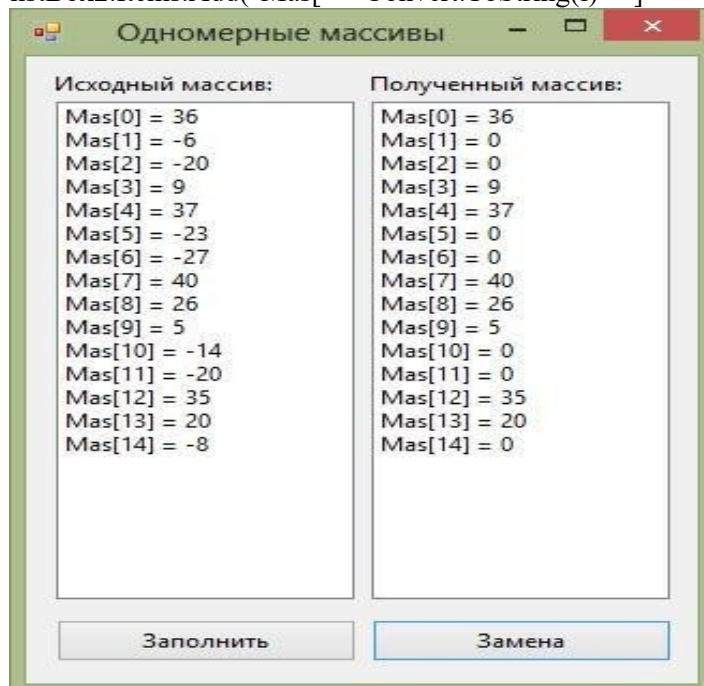 Одномерные массивы
Исходный массив:
Mas[0] = 36
Mas[1] = -6
Mas[2] = -20
Mas[3] = 9
Mas[4] = 37
Mas[5] = -23
Mas[6] = -27
Mas[7] = 40
Mas[8] = 26
Mas[9] = 5
Mas[10] = -14
Mas[11] = -20
Mas[12] = 35
Mas[13] = 20
Mas[14] = -8
Полученный массив:
Mas[0] = 36
Mas[1] = 0
Mas[2] = 0
Mas[3] = 9
Mas[4] = 37
Mas[5] = 0
Mas[6] = 0
Mas[7] = 40
Mas[8] = 26
Mas[9] = 5
Mas[10] = 0
Mas[11] = 0
Mas[12] = 35
Mas[13] = 20
Mas[14] = 0
Заполнить
Замена